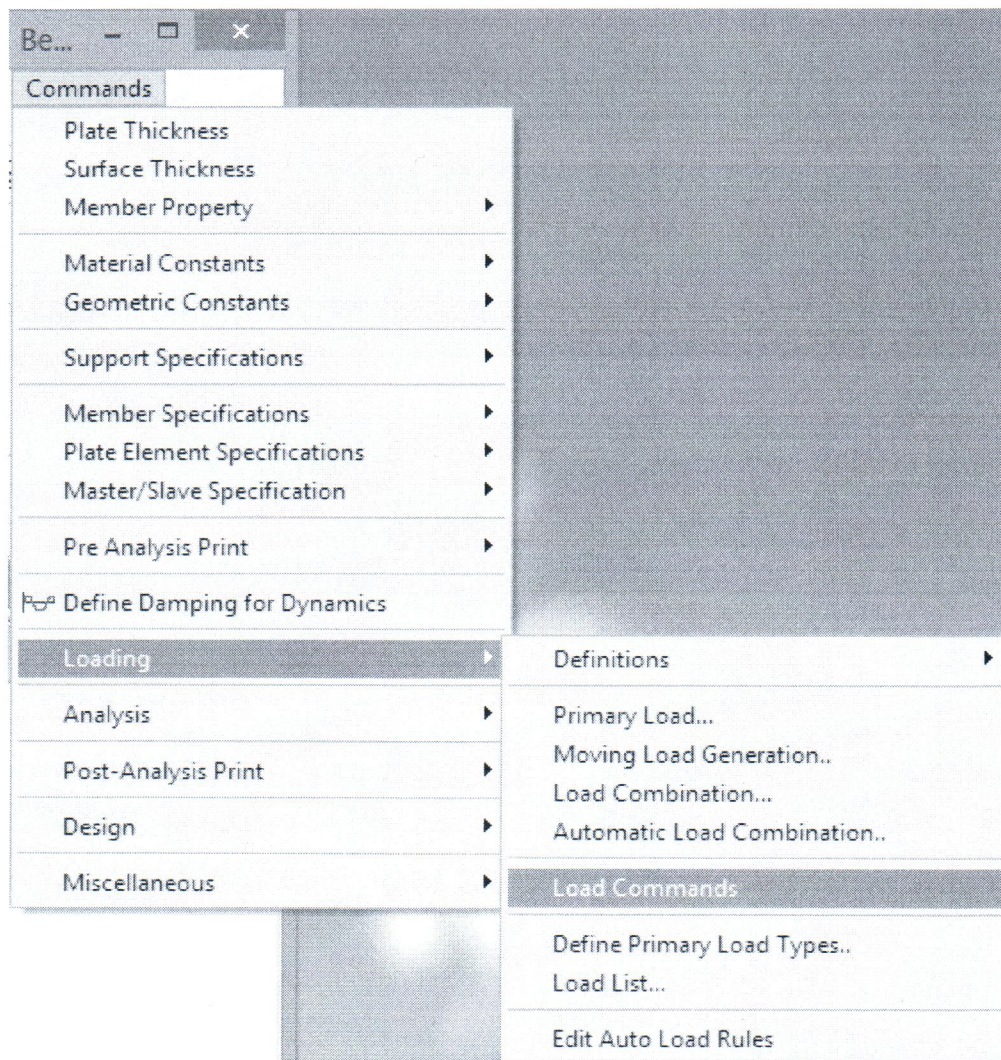 Be...
Commands
Plate Thickness
Surface Thickness
Member Property
Material Constants
Geometric Constants
Support Specifications
Member Specifications
Plate Element Specifications
Master/Slave Specification
Pre Analysis Print
Define Damping for Dynamics
Loading
Analysis
Post-Analysis Print
Design
Miscellaneous
Definitions
Primary Load...
Moving Load Generation..
Load Combination...
Automatic Load Combination..
Load Commands
Define Primary Load Types..
Load List...
Edit Auto Load Rules